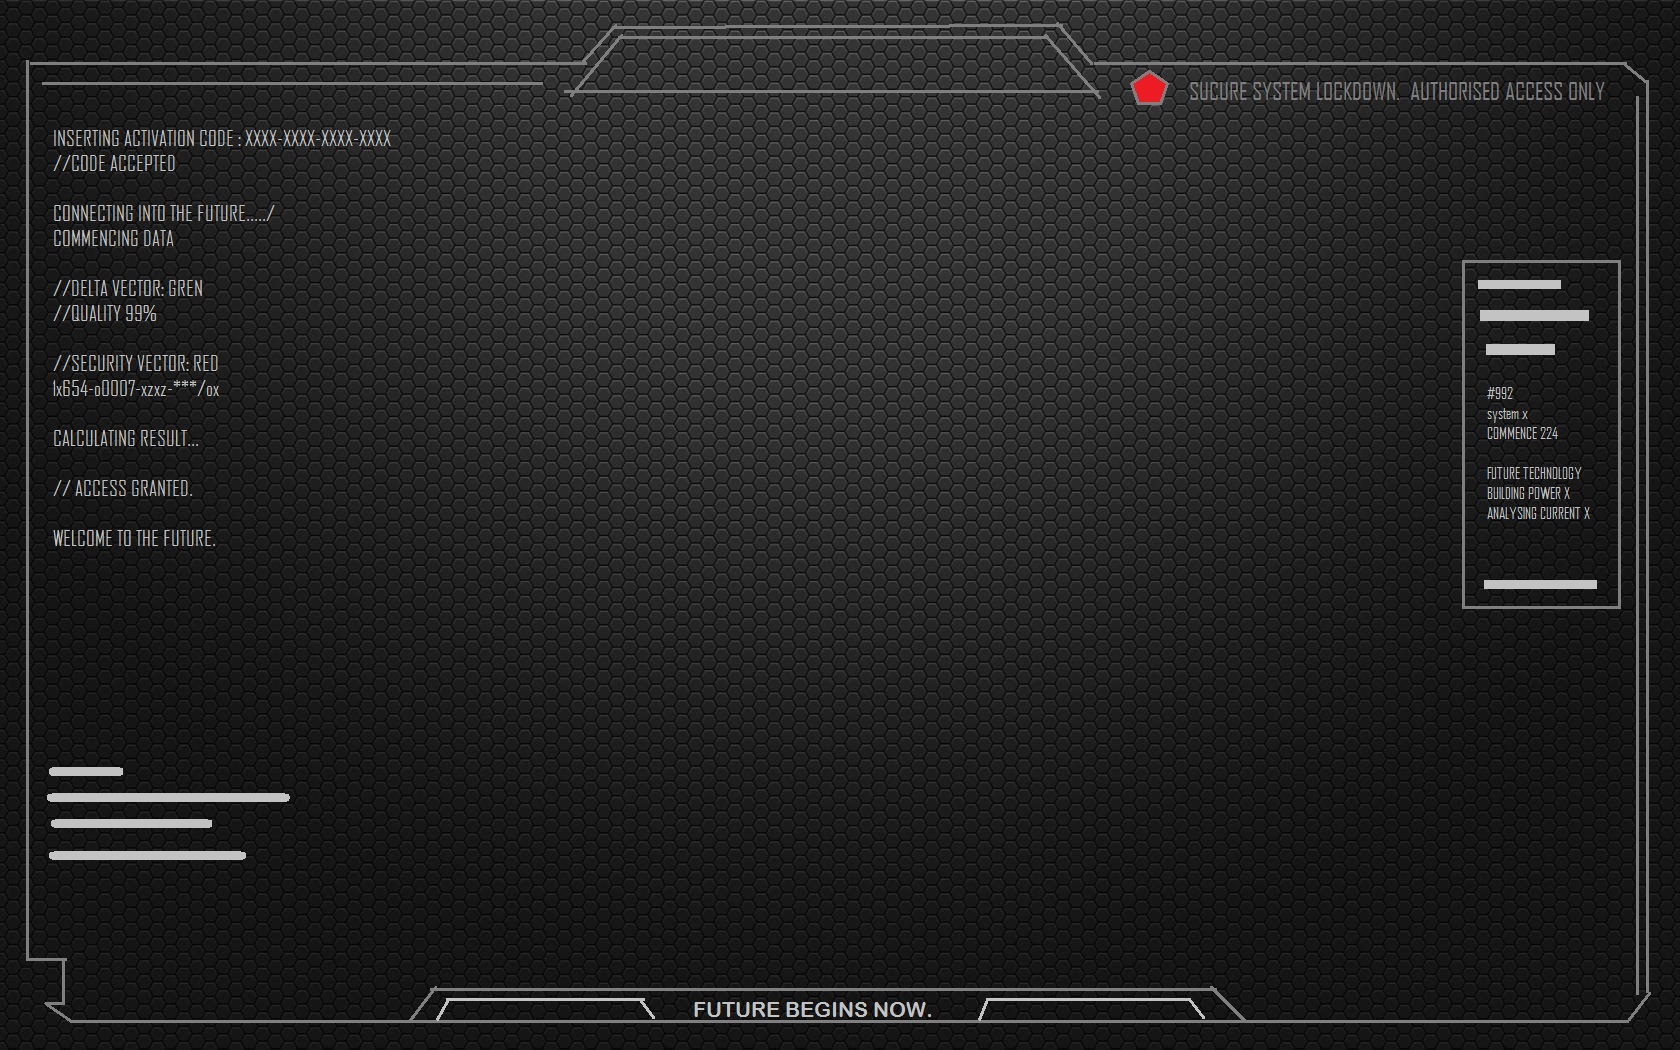 SUCURE SYSTEM LOCKDOWN. AUTHORISED ACCESS ONLY
INSERTING ACTIVATION CODE : XXXX-XXXX-XXXX-XXXX
//CODE ACCEPTED
CONNECTING INTO THE FUTURE...../
COMMENCING DATA
//DELTA VECTOR: GREN
//QUALITY 99%
//SECURITY VECTOR: RED
1x654-o0007-xzxz-***/ox
CALCULATING RESULT...
// ACCESS GRANTED.
WELCOME TO THE FUTURE.
#992
system x
COMMENCE 224
FUTURE TECHNOLOGY
BUILDING POWER X
ANALYSING CURRENT X
FUTURE BEGINS NOW.